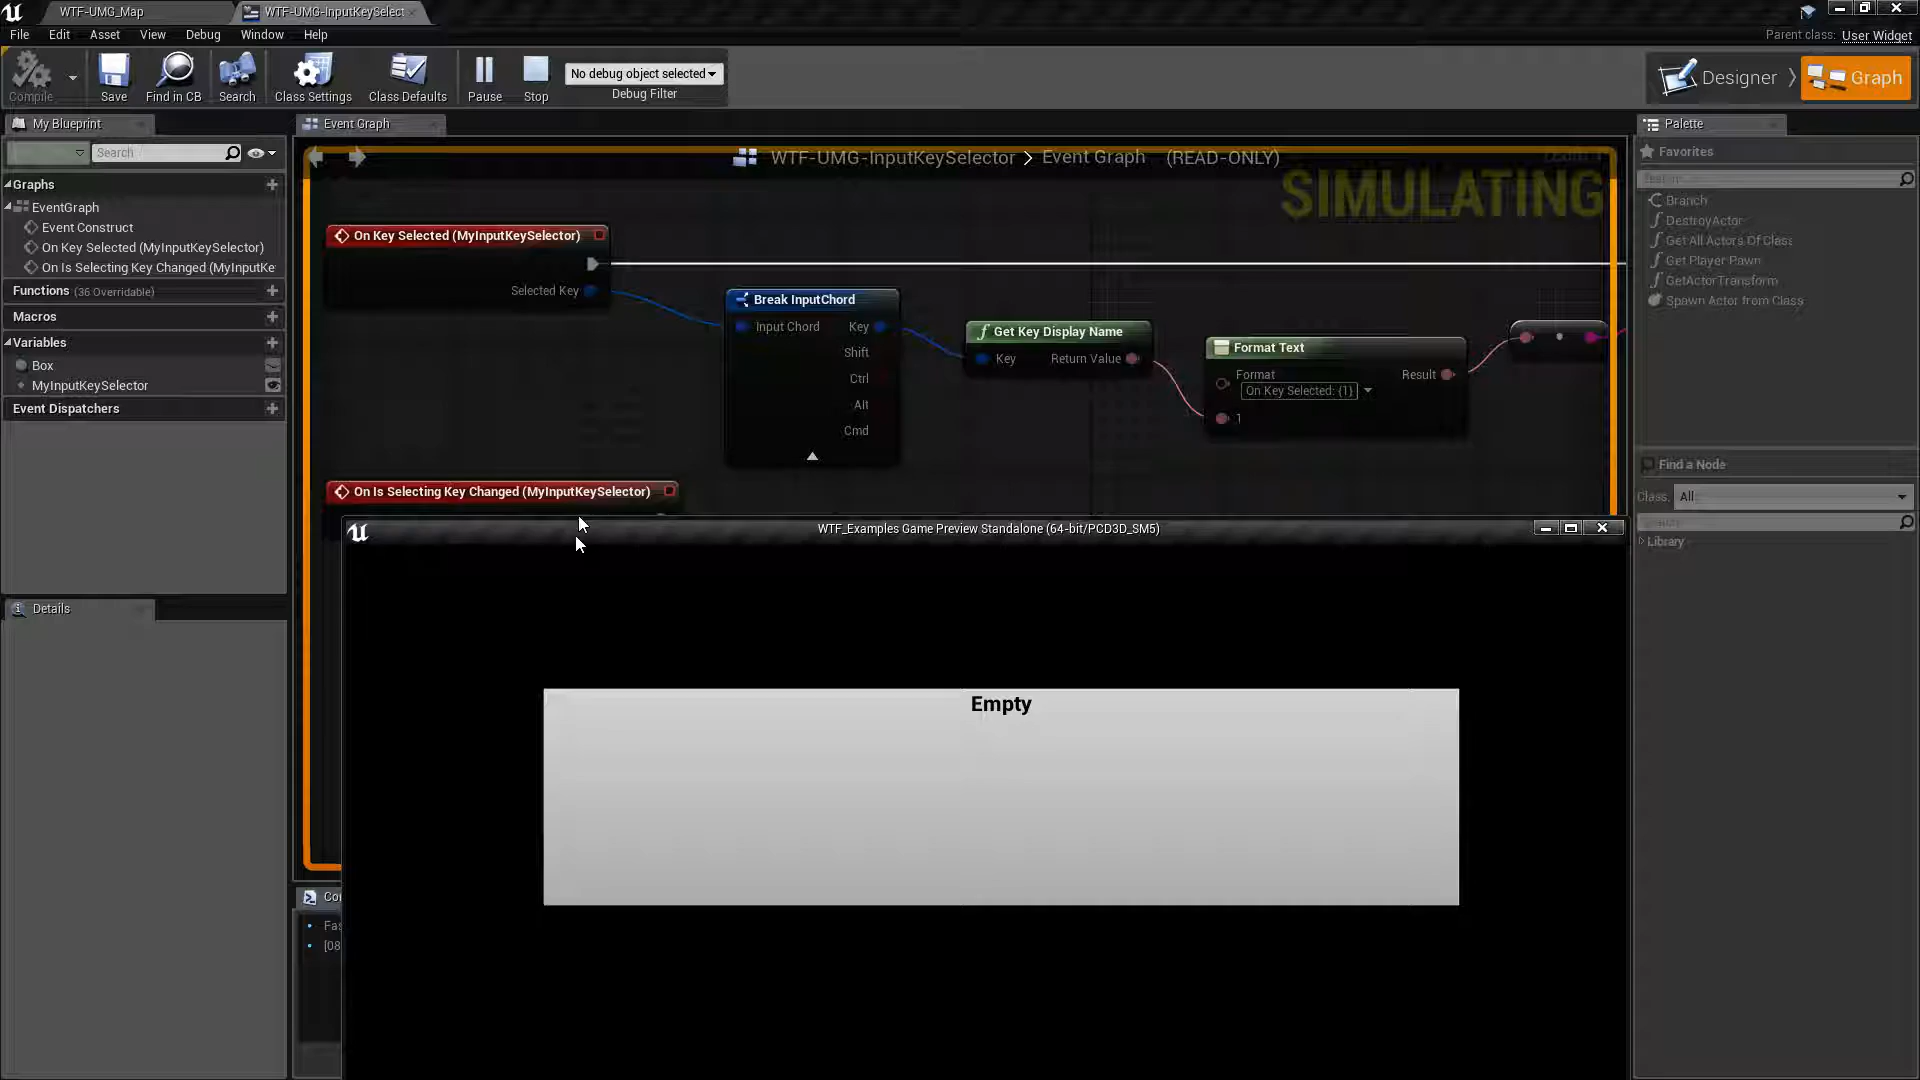 WTF-UMG_Map
WTF-UMG-InputKeySelect
File Edit Asset View Debug Window Help
Parent class: User Widget
Compile
Save
Find in CB
Search
Class Settings
Class Defaults
Pause
Stop
No debug object selected
Debug Filter
Designer
Graph
My Blueprint
Search
Graphs
EventGraph
Event Construct
On Key Selected (MyInputKeySelector)
On Is Selecting Key Changed (MyInputKe
Functions (36 Overridable)
Macros
Variables
Box
MyInputKeySelector
Event Dispatchers
Details
Event Graph
WTF-UMG-InputKeySelector > Event Graph (READ-ONLY)
SIMULATING
On Key Selected (MyInputKeySelector)
Selected Key
Break InputChord
Input Chord Key
Shift
Ctrl
Alt
Cmd
Get Key Display Name
Key Return Value
Format Text
Format
On Key Selected: {1}
Result
1
On Is Selecting Key Changed (MyInputKeySelector)
WTF_Examples Game Preview Standalone (64-bit/PCD3D_SM5)
Empty
Co
Fas
[08
Palette
Favorites
Branch
DestroyActor
Get All Actors Of Class
Get Player Pawn
GetActorTransform
Spawn Actor from Class
Find a Node
Class: All
Library